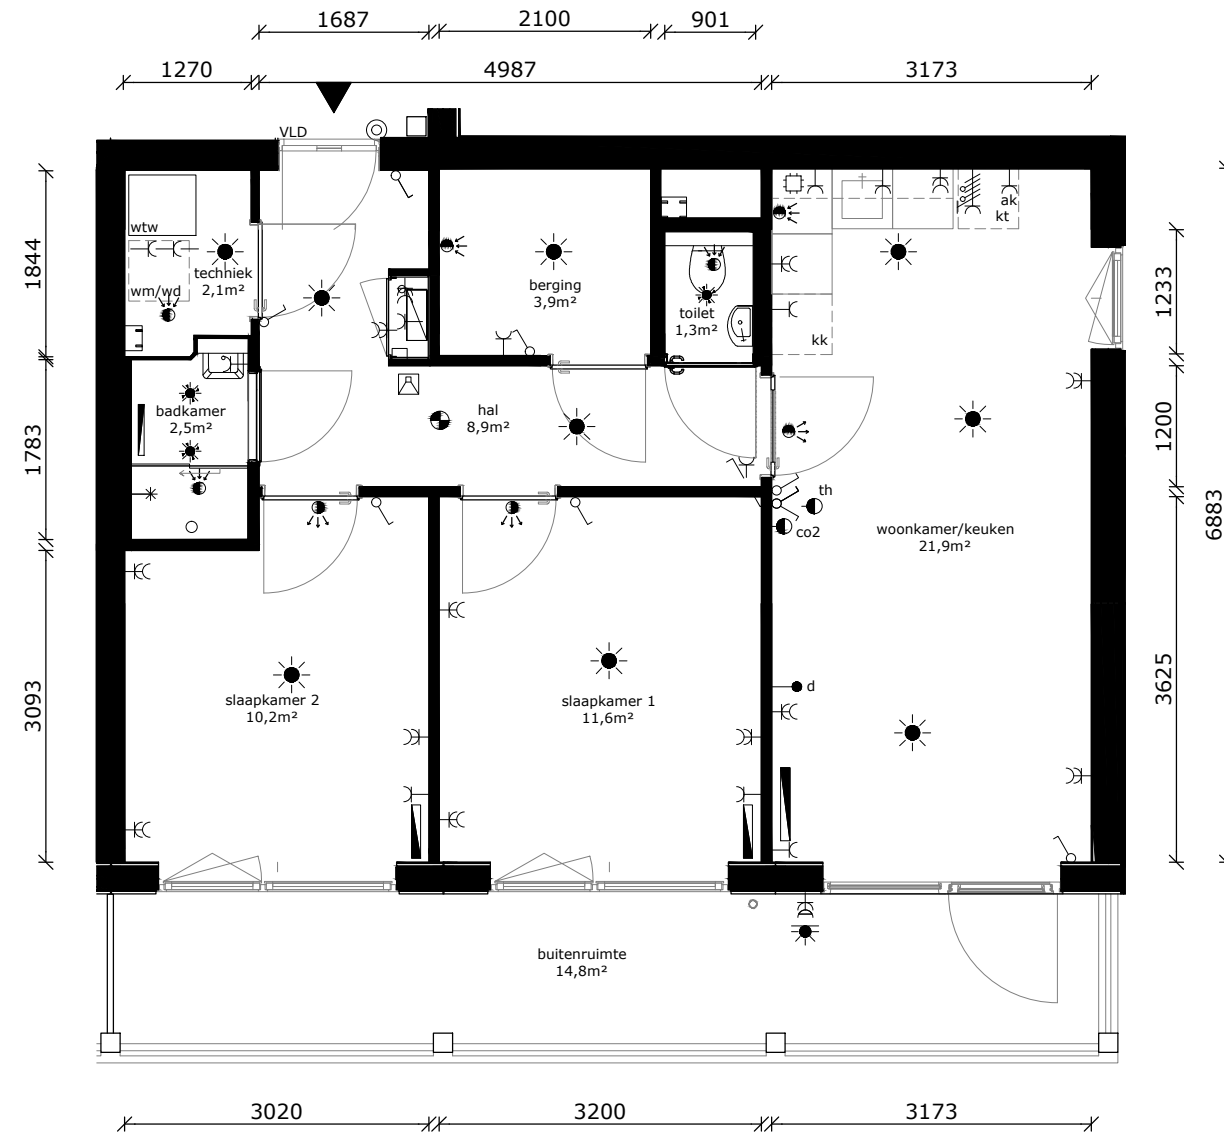 1687
2100
901
1270
4987
3173
VLD
wtw
wm/wd
techniek
2,1m²
berging
3,9m²
toilet
1,3m²
ak
kt
kk
1844
1233
badkamer
2,5m²
hal
8,9m²
1783
1200
th
co2
woonkamer/keuken
21,9m²
6883
slaapkamer 2
10,2m²
slaapkamer 1
11,6m²
d
3093
3625
buitenruimte
14,8m²
3020
3200
3173